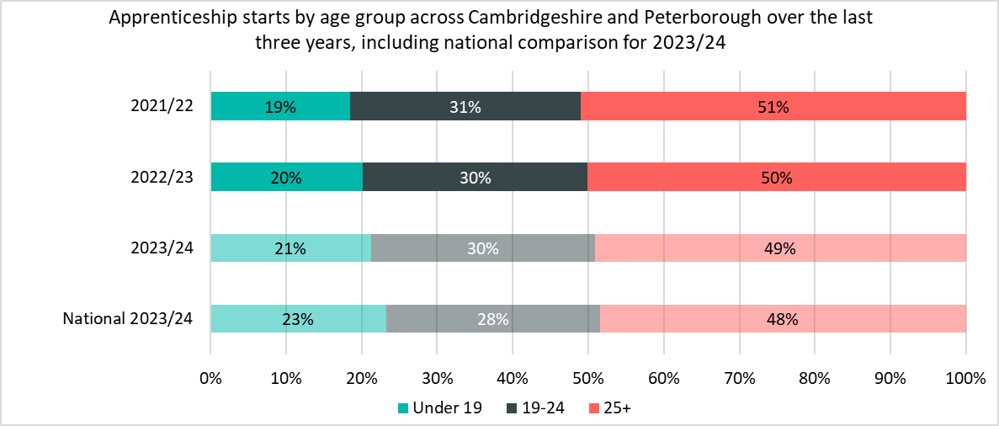 Apprenticeship starts by age group across Cambridgeshire and Peterborough over the last
three years, including national comparison for 2023/24
2021/22 19% 31% 51%
2022/23 20% 30% 50%
2023/24 21% 30% 49%
National 2023/24 23% 28% 48%
0% 10% 20% 30% 40% 50% 60% 70% 80% 90% 100%
Under 19 19-24 25+